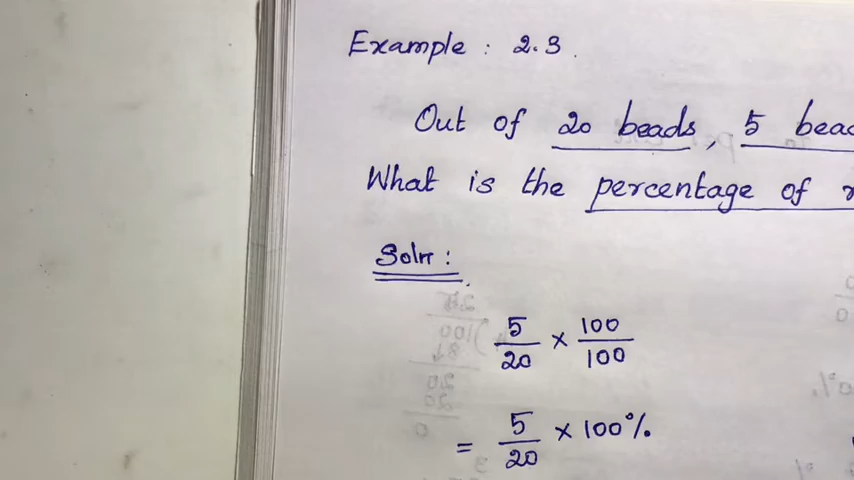 Example : 2.3.
Out of 20 beads, 5
What is the percentage of
Soln :
5/20 × 100/100
= 5/20 × 100%